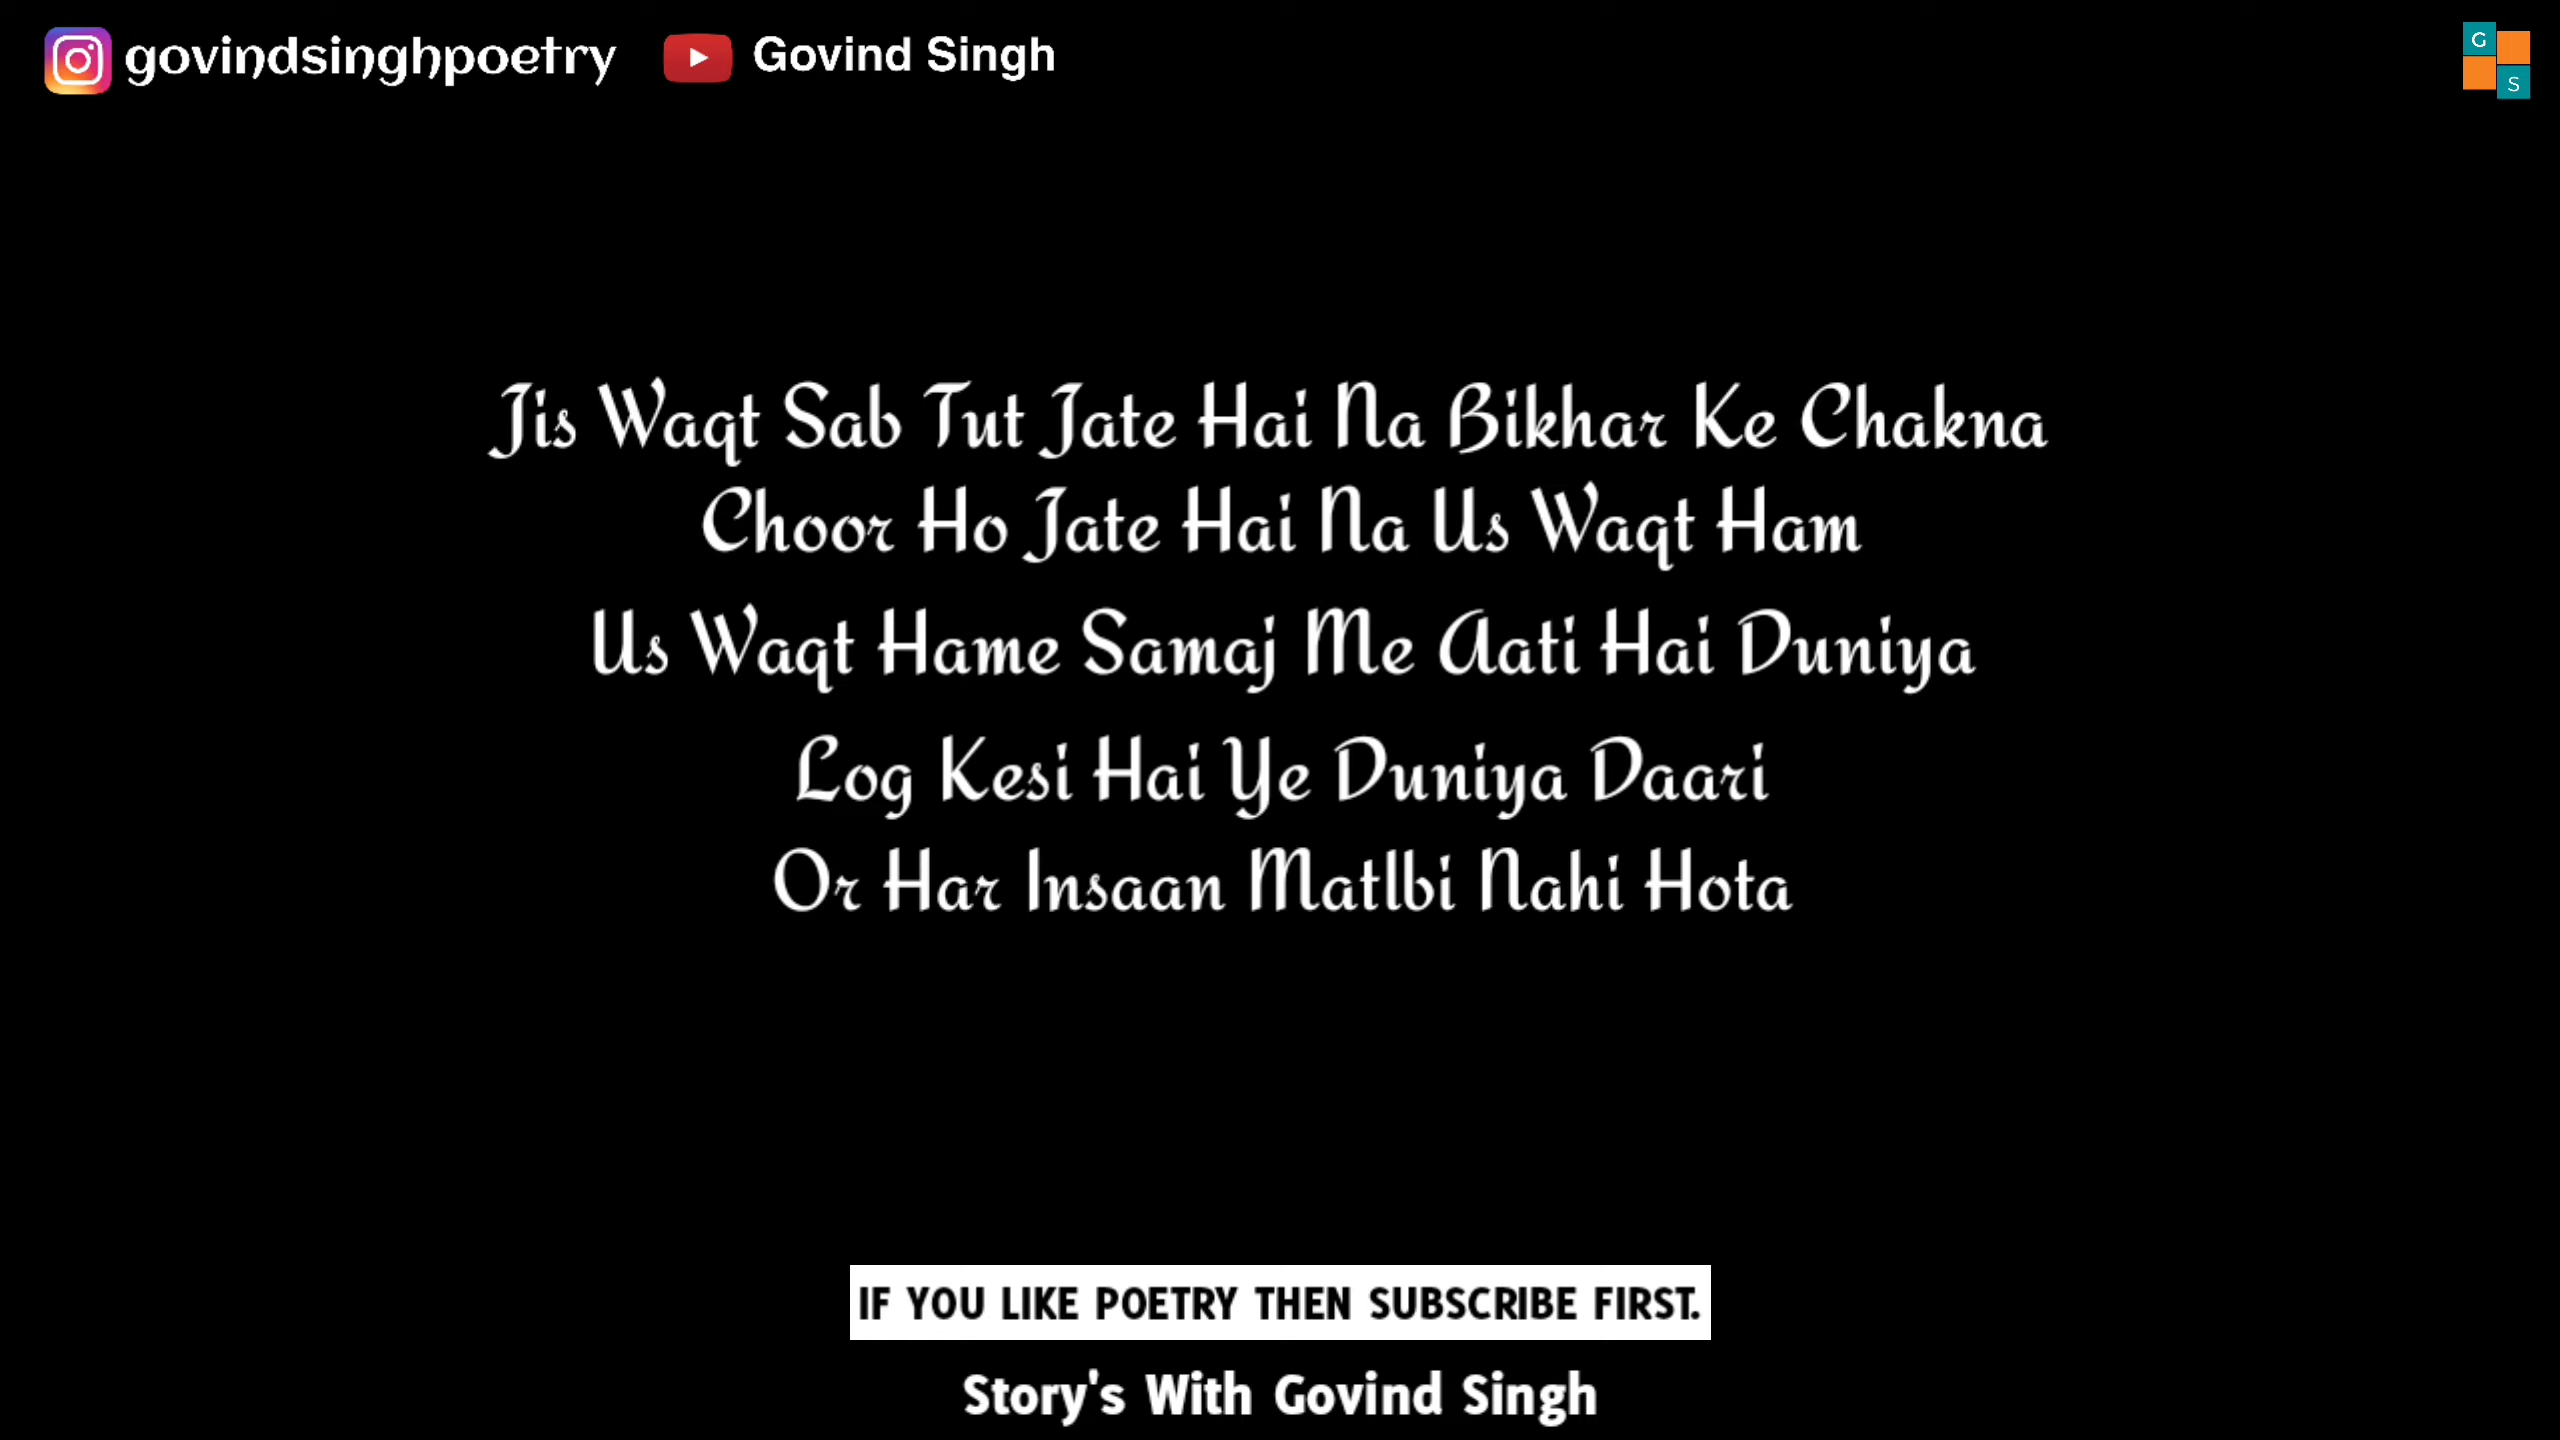 govindsinghpoetry Govind Singh
G
S
Jis Waqt Sab Tut Jate Hai Na Bikhar Ke Chakna
Choor Ho Jate Hai Na Us Waqt Ham
Us Waqt Hame Samaj Me Aati Hai Duniya
Log Kesi Hai Ye Duniya Daari
Or Har Insaan Matlbi Nahi Hota
IF YOU LIKE POETRY THEN SUBSCRIBE FIRST.
Story's With Govind Singh